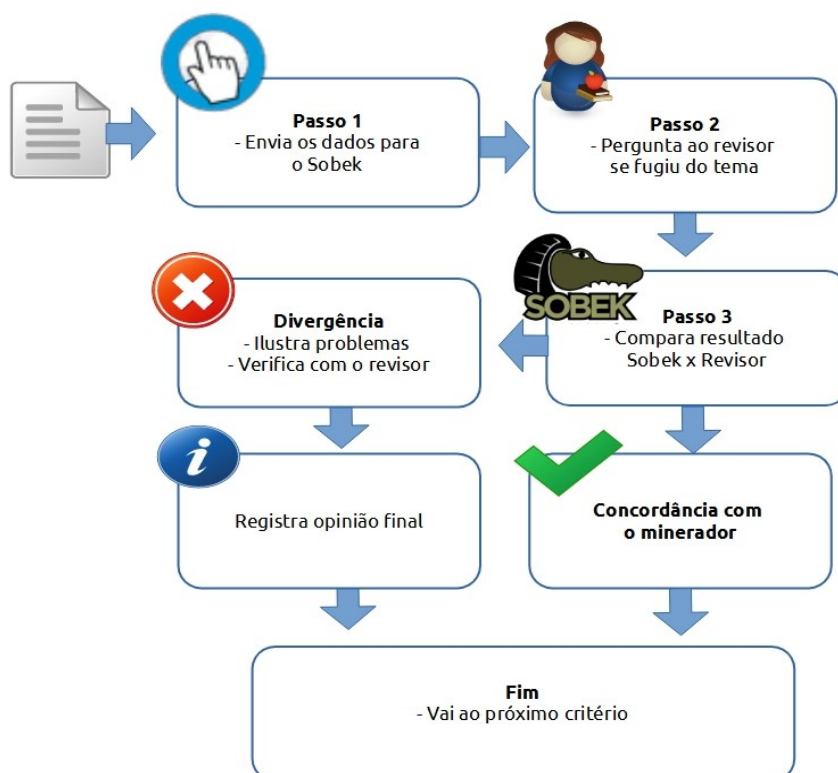 Passo 1
- Envia os dados para
o Sobek
Passo 2
- Pergunta ao revisor
se fugiu do tema
SOBEK
Passo 3
- Compara resultado
Sobek x Revisor
Divergência
- Ilustra problemas
- Verifica com o revisor
i
Registra opinião final
Concordância com
o minerador
Fim
- Vai ao próximo critério